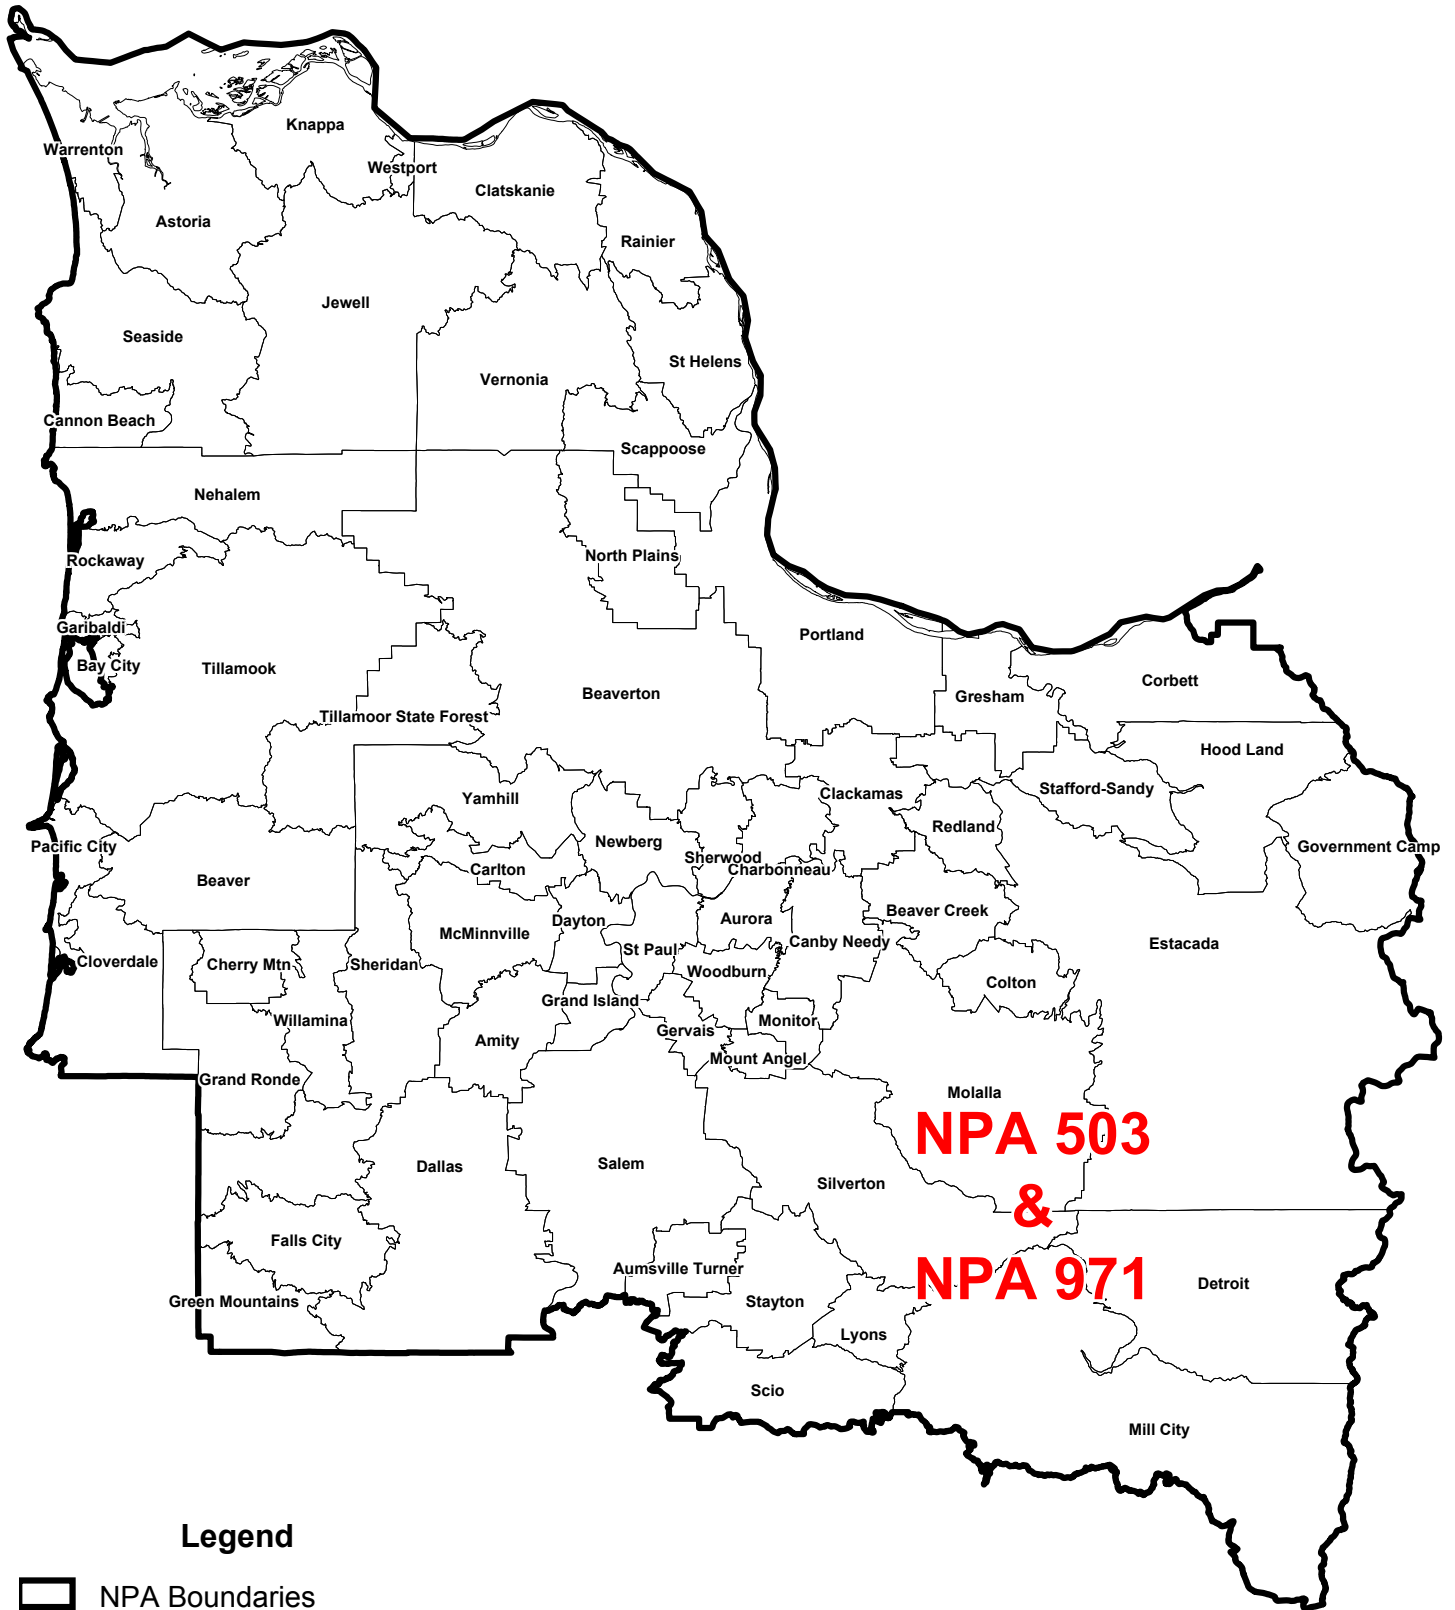 Knappa
Warrenton
Westport
Clatskanie
Astoria
Rainier
Jewell
Seaside
St Helens
Vernonia
Cannon Beach
Scappoose
Nehalem
North Plains
Rockaway
Garibaldi
Portland
Bay City
Tillamook
Beaverton
Corbett
Gresham
Tillamoor State Forest
Hood Land
Stafford-Sandy
Yamhill
Clackamas
Redland
Newberg
Pacific City
Government Camp
Sherwood
Charbonneau
Carlton
Beaver
Beaver Creek
Aurora
Dayton
McMinnville
Canby Needy
Estacada
St Paul
Cloverdale
Cherry Mtn
Sheridan
Woodburn
Colton
Grand Island
Willamina
Monitor
Gervais
Amity
Mount Angel
Grand Ronde
Molalla
NPA 503
&
NPA 971
Dallas
Salem
Silverton
Falls City
Aumsville Turner
Detroit
Green Mountains
Stayton
Lyons
Scio
Mill City
Legend
NPA Boundaries